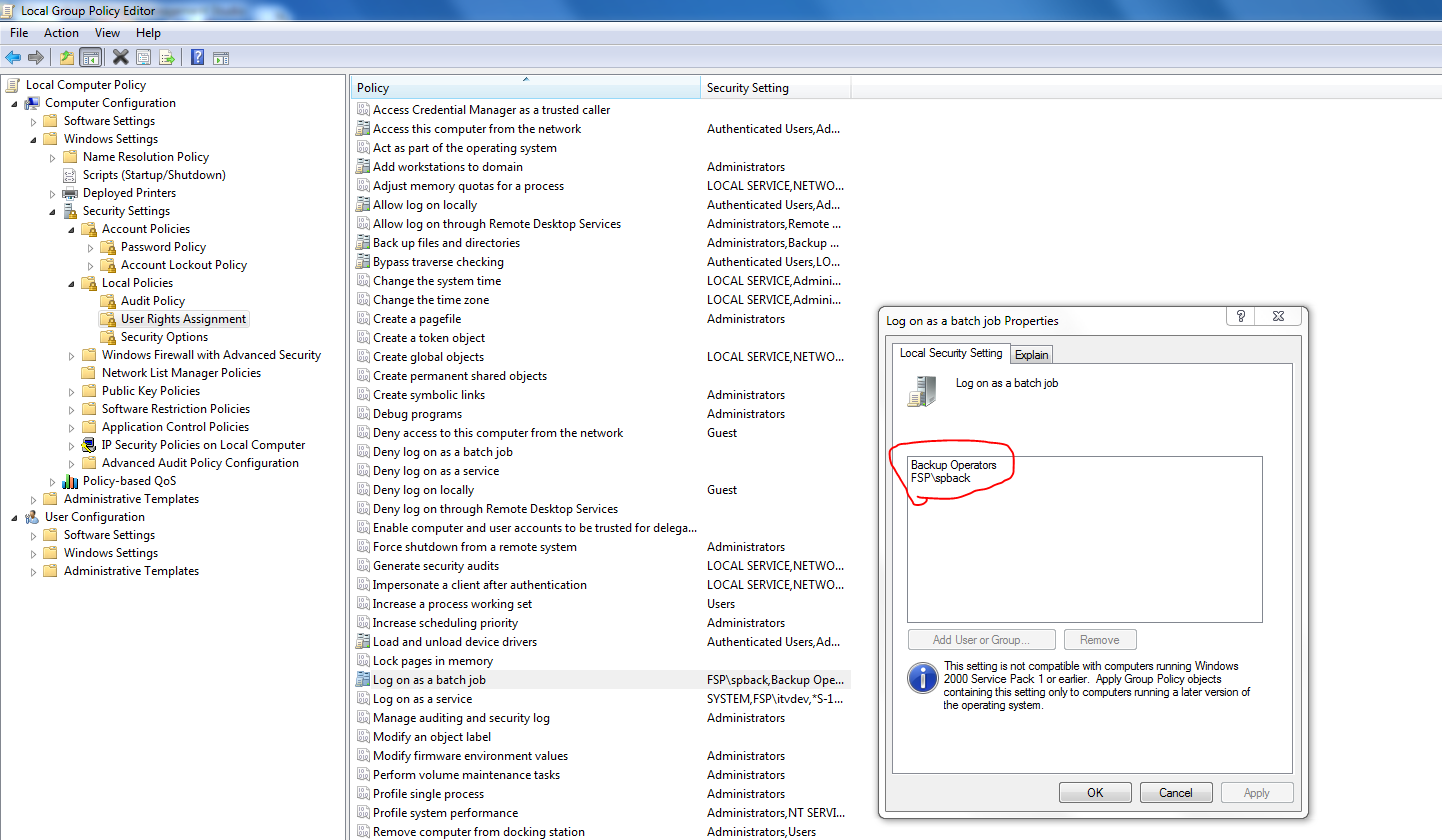 Local Group Policy Editor
File Action View Help
Local Computer Policy
Computer Configuration
Software Settings
Windows Settings
Name Resolution Policy
Scripts (Startup/Shutdown)
Deployed Printers
Security Settings
Account Policies
Password Policy
Account Lockout Policy
Local Policies
Audit Policy
User Rights Assignment
Security Options
Windows Firewall with Advanced Security
Network List Manager Policies
Public Key Policies
Software Restriction Policies
Application Control Policies
IP Security Policies on Local Computer
Advanced Audit Policy Configuration
Policy-based QoS
Administrative Templates
User Configuration
Software Settings
Windows Settings
Administrative Templates
Policy Security Setting
Access Credential Manager as a trusted caller
Access this computer from the network Authenticated Users,Ad...
Act as part of the operating system
Add workstations to domain Administrators
Adjust memory quotas for a process LOCAL SERVICE,NETWO...
Allow log on locally Authenticated Users,Ad...
Allow log on through Remote Desktop Services Administrators,Remote ...
Back up files and directories Administrators,Backup ...
Bypass traverse checking Authenticated Users,LO...
Change the system time LOCAL SERVICE,Admini...
Change the time zone LOCAL SERVICE,Admini...
Create a pagefile Administrators
Create a token object
Create global objects LOCAL SERVICE,NETWO...
Create permanent shared objects
Create symbolic links Administrators
Debug programs Administrators
Deny access to this computer from the network Guest
Deny log on as a batch job
Deny log on as a service
Deny log on locally Guest
Deny log on through Remote Desktop Services
Enable computer and user accounts to be trusted for delega...
Force shutdown from a remote system Administrators
Generate security audits LOCAL SERVICE,NETWO...
Impersonate a client after authentication LOCAL SERVICE,NETWO...
Increase a process working set Users
Increase scheduling priority Administrators
Load and unload device drivers Authenticated Users,Ad...
Lock pages in memory
Log on as a batch job FSP\spback,Backup Ope...
Log on as a service SYSTEM,FSP\itvdev,*S-1...
Manage auditing and security log Administrators
Modify an object label
Modify firmware environment values Administrators
Perform volume maintenance tasks Administrators
Profile single process Administrators
Profile system performance Administrators,NT SERVI...
Remove computer from docking station Administrators,Users
Log on as a batch job Properties
Local Security Setting Explain
Log on as a batch job
Backup Operators
FSP\spback
Add User or Group... Remove
This setting is not compatible with computers running Windows
2000 Service Pack 1 or earlier. Apply Group Policy objects
containing this setting only to computers running a later version of
the operating system.
OK Cancel Apply